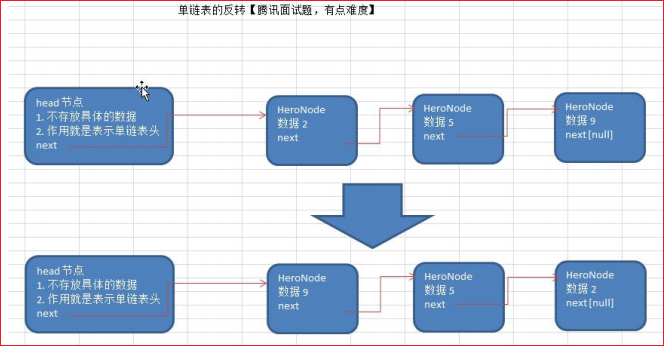 单链表的反转【腾讯面试题，有点难度】
head 节点
1. 不存放具体的数据
2. 作用就是表示单链表头
next
HeroNode
数据 2
next
HeroNode
数据 5
next
HeroNode
数据 9
next [null]
head 节点
1. 不存放具体的数据
2. 作用就是表示单链表头
next
HeroNode
数据 9
next
HeroNode
数据 5
next
HeroNode
数据 2
next [null]